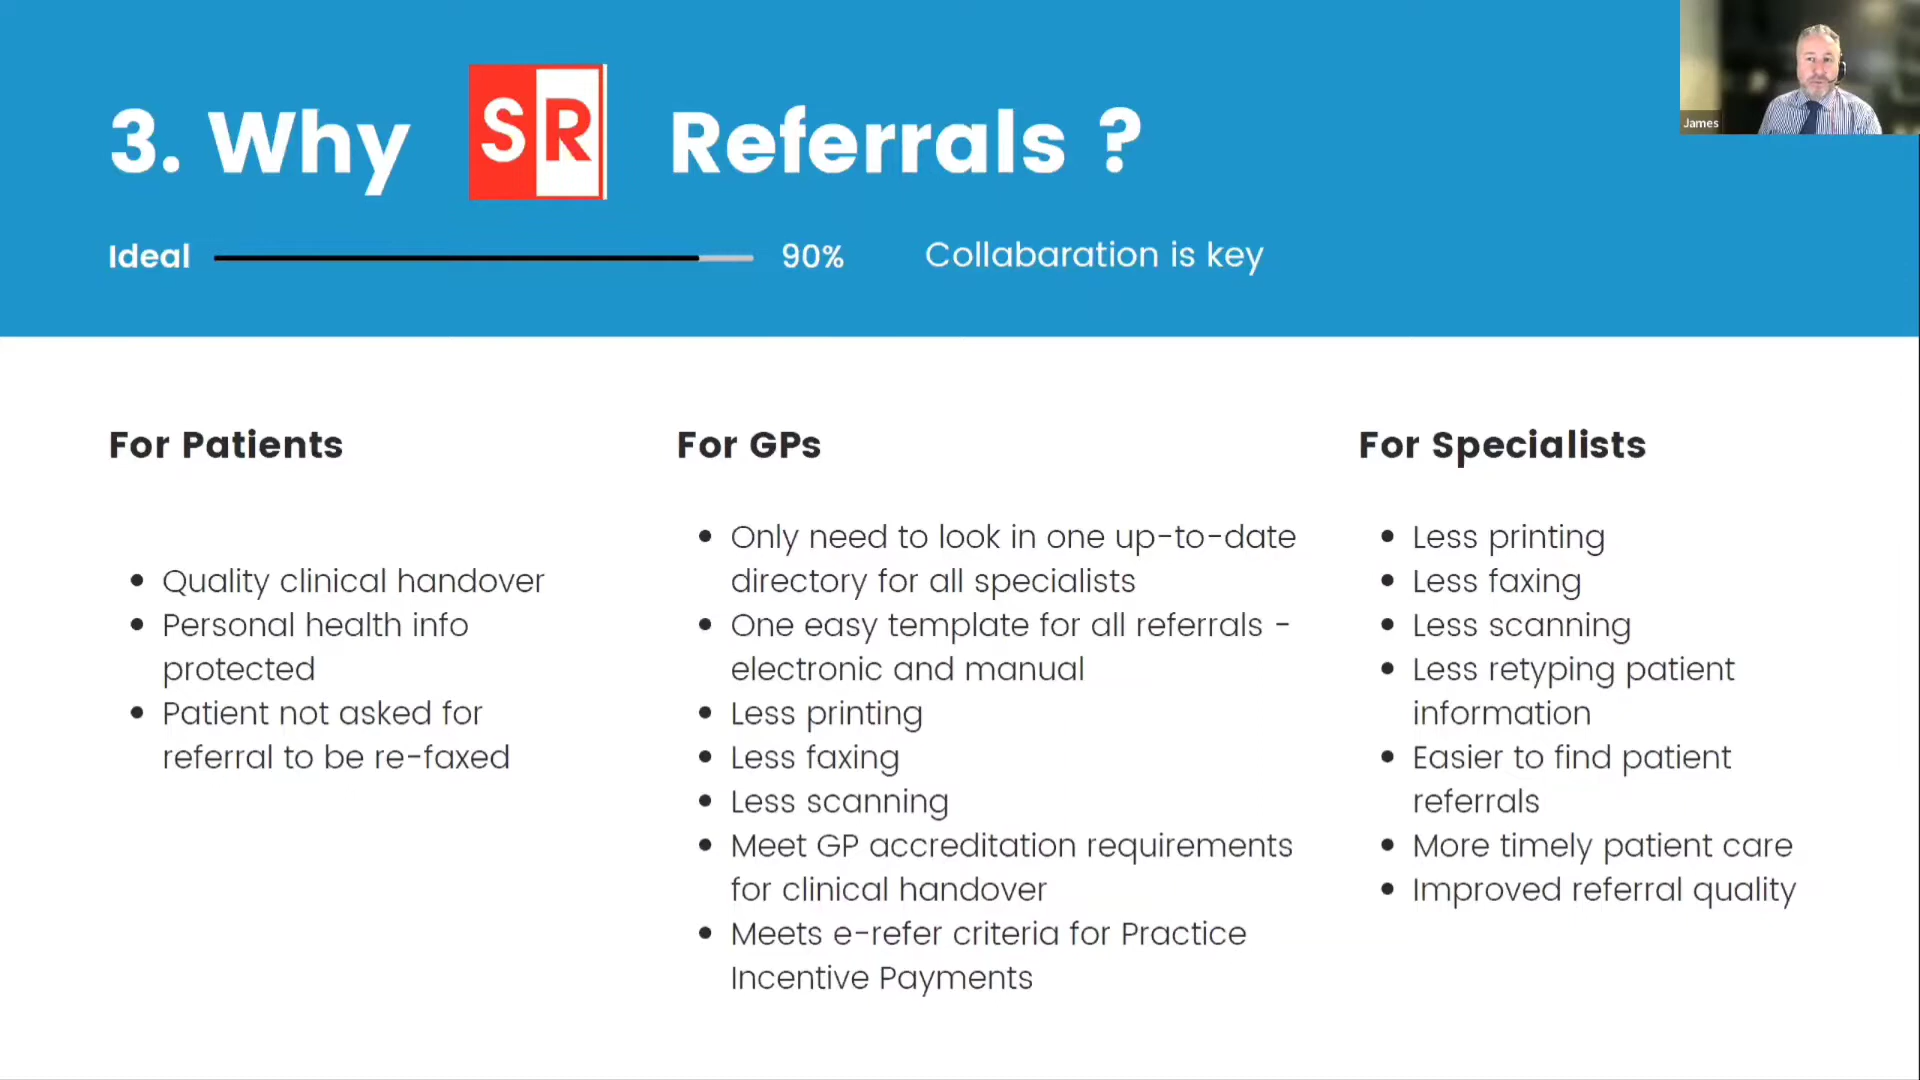 3. Why SR Referrals ?
Ideal 90% Collabaration is key
James
For Patients
• Quality clinical handover
• Personal health info
protected
• Patient not asked for
referral to be re-faxed
For GPs
• Only need to look in one up-to-date
directory for all specialists
• One easy template for all referrals -
electronic and manual
• Less printing
• Less faxing
• Less scanning
• Meet GP accreditation requirements
for clinical handover
• Meets e-refer criteria for Practice
Incentive Payments
For Specialists
• Less printing
• Less faxing
• Less scanning
• Less retyping patient
information
• Easier to find patient
referrals
• More timely patient care
• Improved referral quality